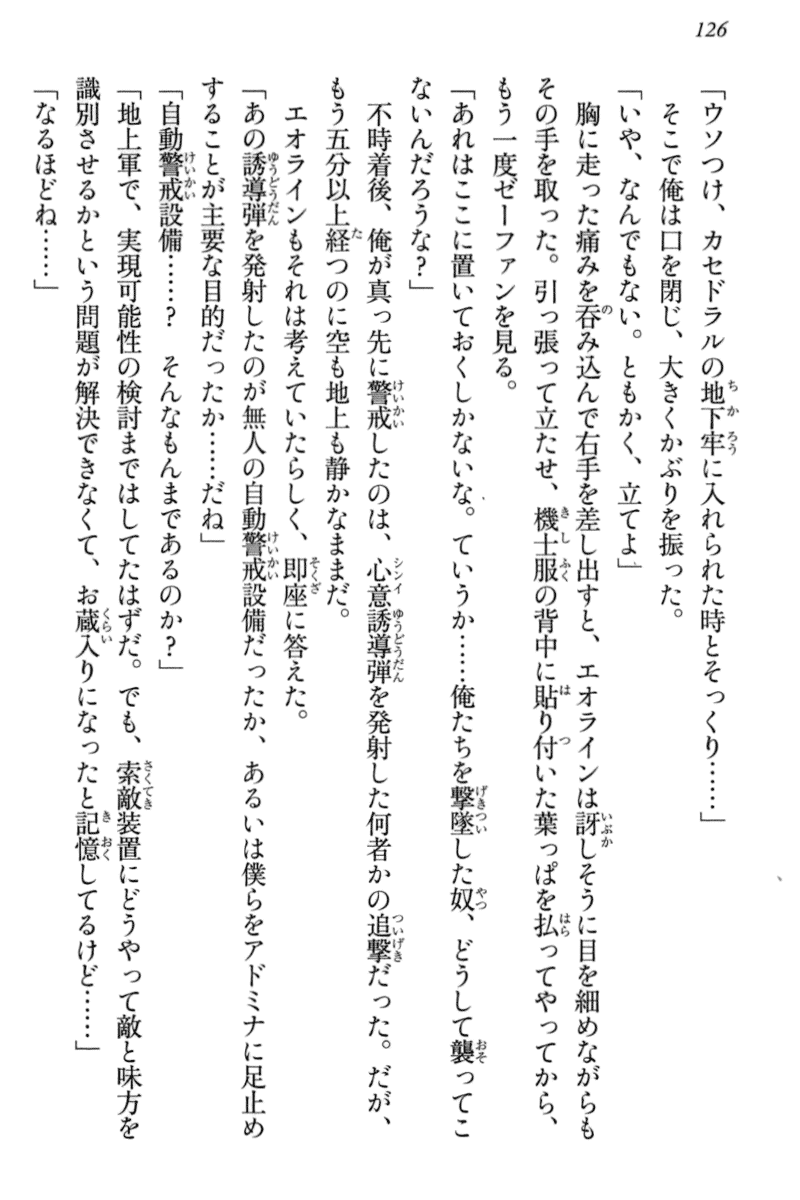 126
「ウソつけ、カセドラルの地下牢に入れられた時とそっくり……」
そこで俺は口を閉じ、大きくかぶりを振った。
「いや、なんでもない。ともかく、立てよ」
胸に走った痛みを呑み込んで右手を差し出すと、エオラインは訝しそうに目を細めながらも
その手を取った。引っ張って立たせ、機士服の背中に貼り付いた葉っぱを払ってやってから、
もう一度ゼーファンを見る。
「あれはここに置いておくしかないな。ていうか……俺たちを撃墜した奴、どうして襲ってこ
ないんだろうな？」
不時着後、俺が真っ先に警戒したのは、心意誘導弾を発射した何者かの追撃だった。だが、
もう五分以上経つのに空も地上も静かなままだ。
エオラインもそれは考えていたらしく、即座に答えた。
「あの誘導弾を発射したのが無人の自動警戒設備だったか、あるいは僕らをアドミナに足止め
することが主要な目的だったか……だね」
「自動警戒設備……？　そんなもんまであるのか？」
「地上軍で、実現可能性の検討まではしてたはずだ。でも、索敵装置にどうやって敵と味方を
識別させるかという問題が解決できなくて、お蔵入りになったと記憶してるけど……」
「なるほどね……」